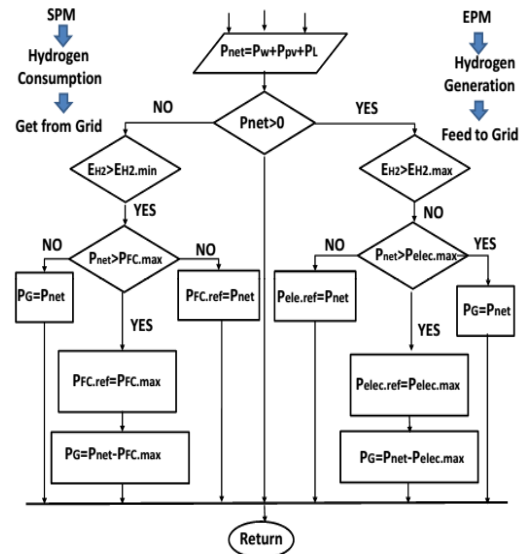 SPM
Hydrogen
Consumption
Get from Grid
EPM
Hydrogen
Generation
Feed to Grid
Pnet=Pw+Ppv+PL
NO
YES
Pnet>0
EH2>EH2.min
EH2>EH2.max
YES
NO
NO
Pnet>PFC.max
NO
NO
Pnet>Pelec.max
YES
PG=Pnet
PFC.ref=Pnet
Pele.ref=Pnet
PG=Pnet
YES
YES
PFC.ref=PFC.max
Pelec.ref=Pelec.max
PG=Pnet-PFC.max
PG=Pnet-Pelec.max
Return